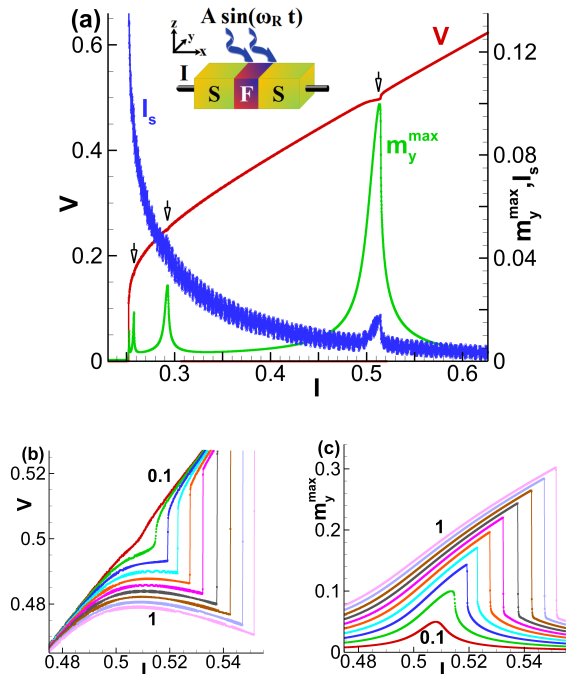 (a)
A sin(ω_R t)
z
y
x
I
S F S
V
I_s
m_y^max
V
m_y^max, I_s
0.6
0.4
0.2
0
0.12
0.08
0.04
0
0.3 0.4 0.5 0.6
I
(b)
0.1
1
V
0.52
0.5
0.48
0.475 0.5 0.52 0.54
I
(c)
1
0.1
m_y^max
0.3
0.2
0.1
0
0.475 0.5 0.52 0.54
I